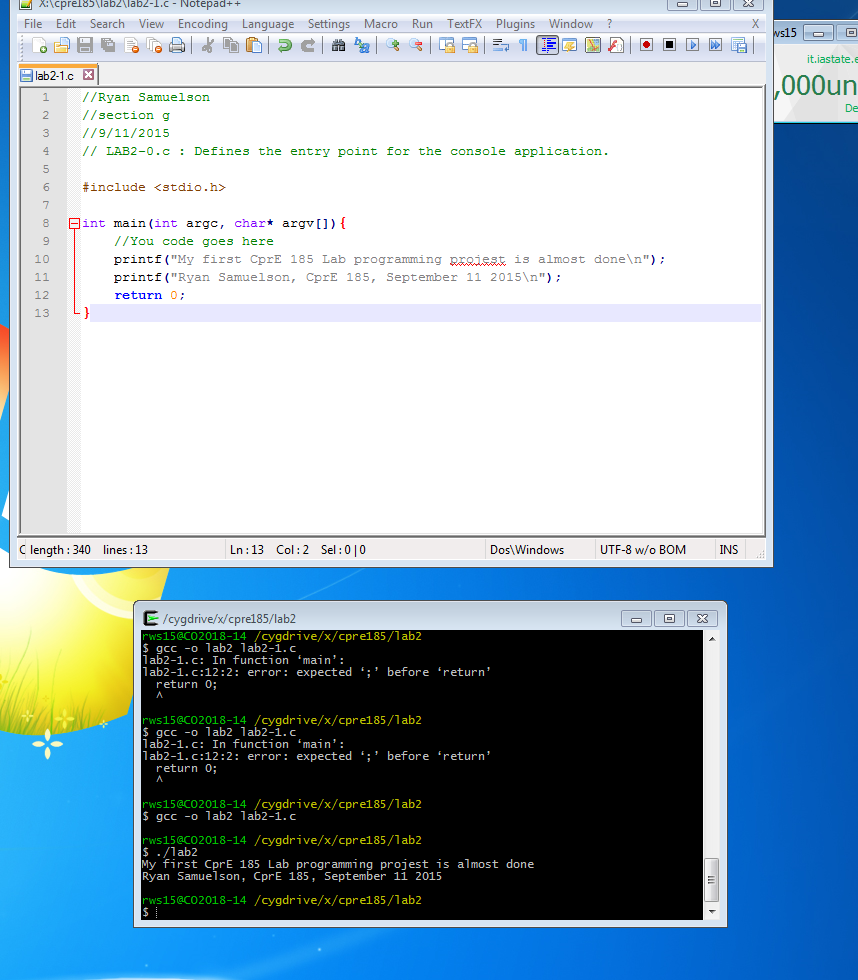 X:\cpre185\lab2\lab2-1.c - Notepad++
File Edit Search View Encoding Language Settings Macro Run TextFX Plugins Window ? X
lab2-1.c
1 //Ryan Samuelson
2 //section g
3 //9/11/2015
4 // LAB2-0.c : Defines the entry point for the console application.
5
6 #include <stdio.h>
7
8 int main(int argc, char* argv[]){
9 //You code goes here
10 printf("My first CprE 185 Lab programming projest is almost done\n");
11 printf("Ryan Samuelson, CprE 185, September 11 2015\n");
12 return 0;
13 }
C length : 340 lines : 13 Ln : 13 Col : 2 Sel : 0 | 0 Dos\Windows UTF-8 w/o BOM INS
ws15
it.iastate.e
,000un
De
/cygdrive/x/cpre185/lab2
rws15@CO2018-14 /cygdrive/x/cpre185/lab2
$ gcc -o lab2 lab2-1.c
lab2-1.c: In function ‘main’:
lab2-1.c:12:2: error: expected ‘;’ before ‘return’
return 0;
^
rws15@CO2018-14 /cygdrive/x/cpre185/lab2
$ gcc -o lab2 lab2-1.c
lab2-1.c: In function ‘main’:
lab2-1.c:12:2: error: expected ‘;’ before ‘return’
return 0;
^
rws15@CO2018-14 /cygdrive/x/cpre185/lab2
$ gcc -o lab2 lab2-1.c
rws15@CO2018-14 /cygdrive/x/cpre185/lab2
$ ./lab2
My first CprE 185 Lab programming projest is almost done
Ryan Samuelson, CprE 185, September 11 2015
rws15@CO2018-14 /cygdrive/x/cpre185/lab2
$